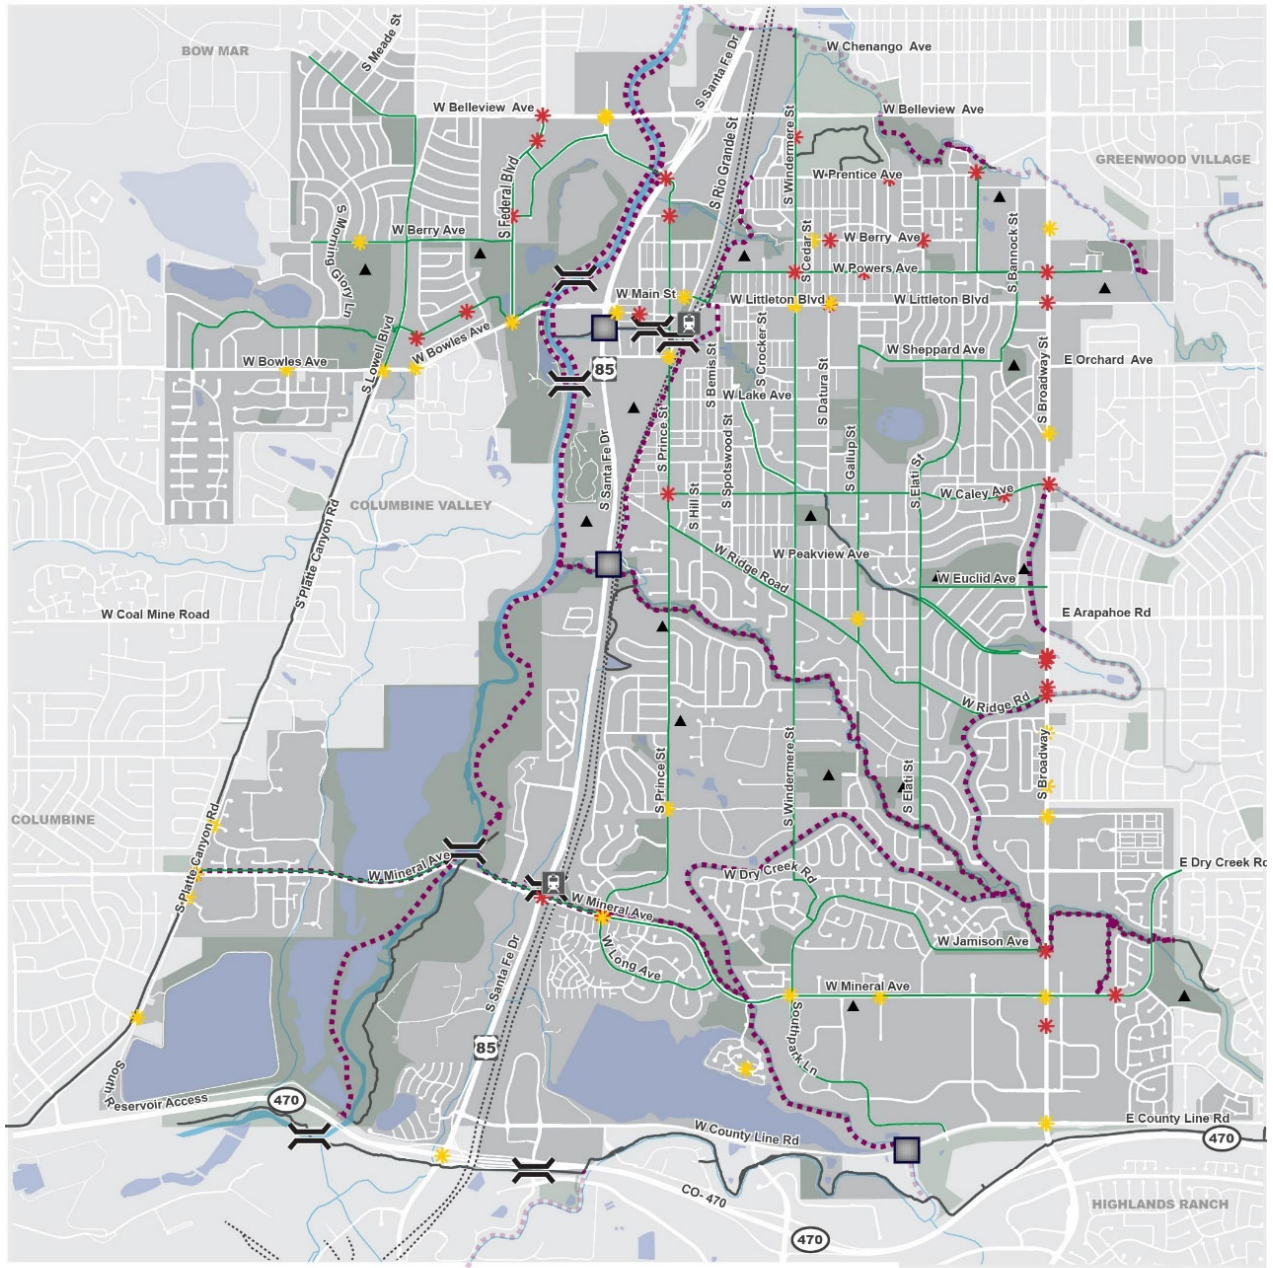 S Meade St
BOW MAR
W Chenango Ave
S Santa Fe Dr
S Rio Grande St
W Belleview Ave
W Belleview Ave
S Windermere St
GREENWOOD VILLAGE
S Federal Blvd
W Prentice Ave
S Morning Glory Ln
W Berry Ave
S Cedar St
W Berry Ave
S Bannock St
W Powers Ave
W Main St
W Littleton Blvd
W Littleton Blvd
S Lowell Blvd
W Bowles Ave
W Bowles Ave
S Bemis St
S Crocker St
W Sheppard Ave
S Broadway St
E Orchard Ave
85
W Lake Ave
S Datura St
S Prince St
S Santa Fe Dr
S Spotswood St
S Gallup St
S Elati St
S Hill St
W Caley Ave
COLUMBINE VALLEY
S Platte Canyon Rd
W Ridge Road
W Peakview Ave
W Euclid Ave
W Coal Mine Road
E Arapahoe Rd
W Ridge Rd
S Prince St
S Windermere St
S Elati St
S Broadway
COLUMBINE
S Platte Canyon Rd
W Mineral Ave
W Dry Creek Rd
E Dry Creek Rd
W Mineral Ave
W Long Ave
W Jamison Ave
S Santa Fe Dr
W Mineral Ave
Southpark Ln
85
South
Reservoir Access
470
W County Line Rd
E County Line Rd
470
CO- 470
HIGHLANDS RANCH
470